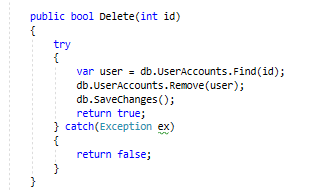 public bool Delete(int id)
{
try
{
var user = db.UserAccounts.Find(id);
db.UserAccounts.Remove(user);
db.SaveChanges();
return true;
} catch(Exception ex)
{
return false;
}
}